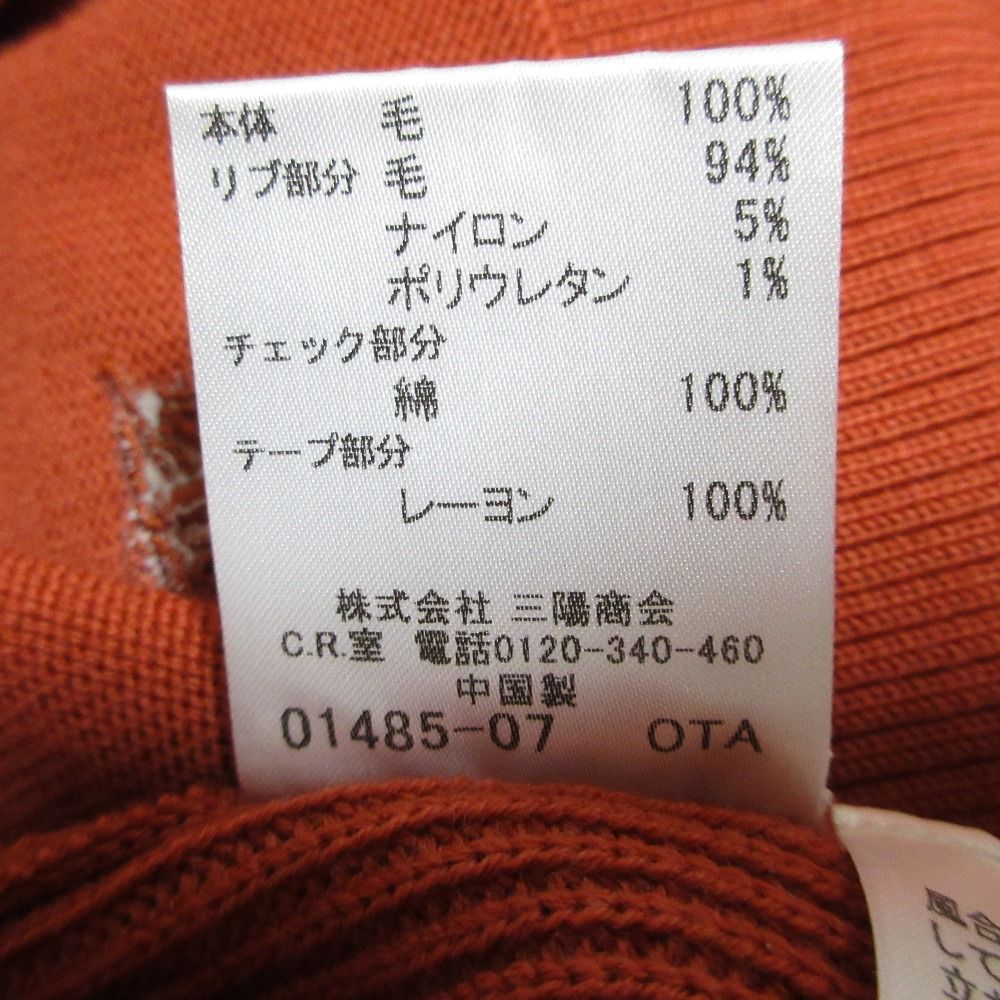 本体 毛 100%
リブ部分 毛 94%
ナイロン 5%
ポリウレタン 1%
チェック部分
綿 100%
テープ部分
レーヨン 100%
株式会社 三陽商会
C.R.室 電話0120-340-460
中国製
01485-07 OTA